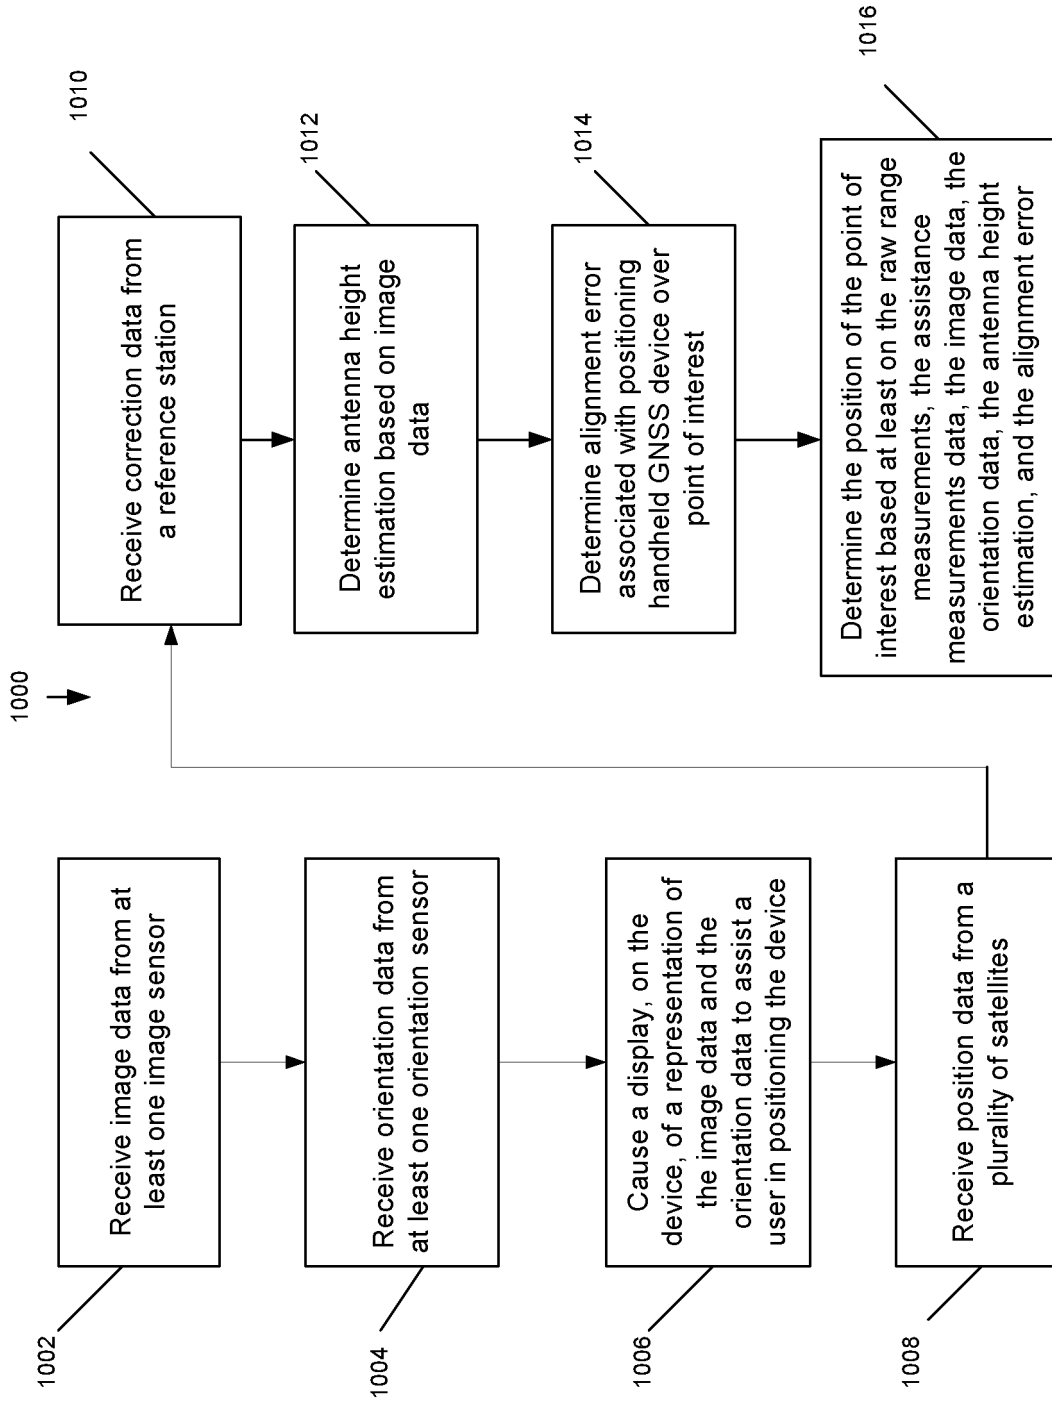 1000
1002
Receive image data from at
least one image sensor
1004
Receive orientation data from
at least one orientation sensor
1006
Cause a display, on the
device, of a representation of
the image data and the
orientation data to assist a
user in positioning the device
1008
Receive position data from a
plurality of satellites
1010
Receive correction data from
a reference station
1012
Determine antenna height
estimation based on image
data
1014
Determine alignment error
associated with positioning
handheld GNSS device over
point of interest
1016
Determine the position of the point of
interest based at least on the raw range
measurements, the assistance
measurements data, the image data, the
orientation data, the antenna height
estimation, and the alignment error